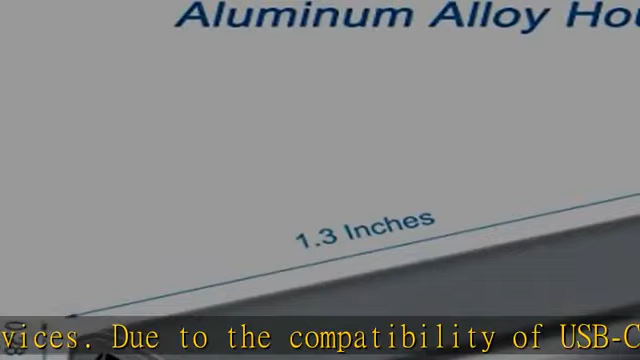 Aluminum Alloy Hou
1.3 Inches
vices. Due to the compatibility of USB-C